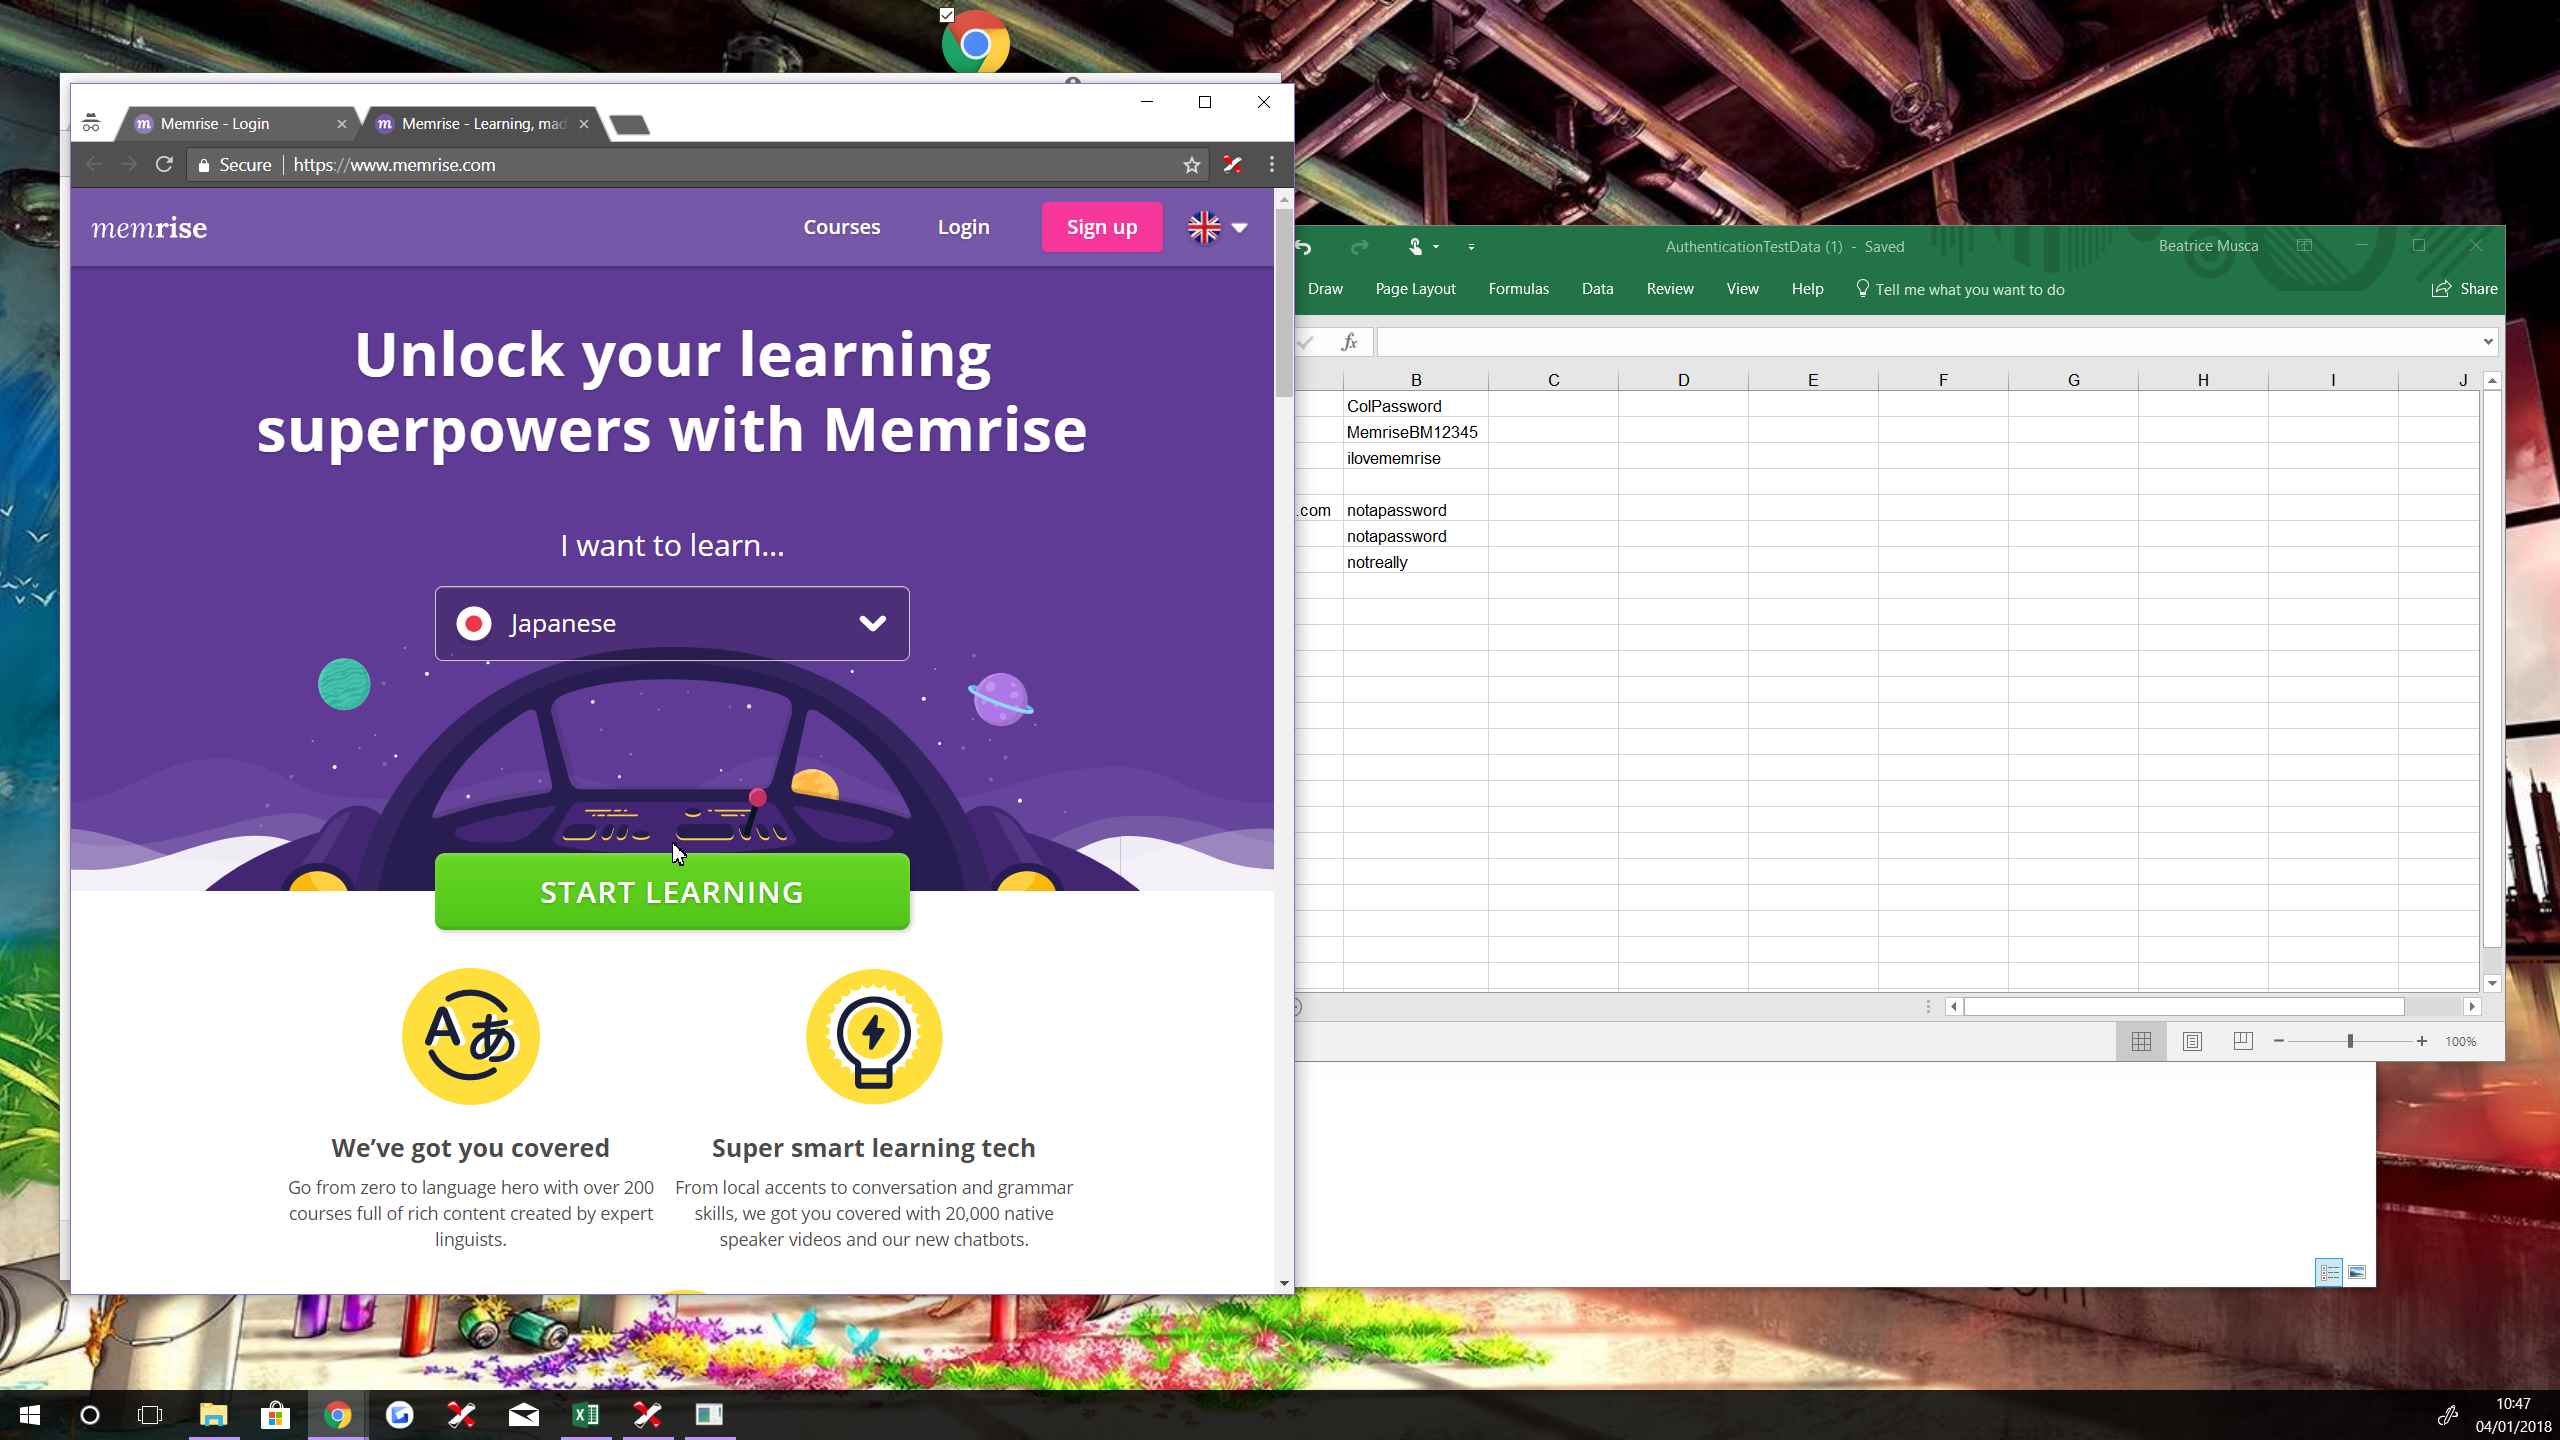 Memrise - Login
Memrise - Learning, mad
Secure
https://www.memrise.com
memrise
Courses
Login
Sign up
Unlock your learning
superpowers with Memrise
I want to learn...
Japanese
START LEARNING
A あ
We've got you covered
Super smart learning tech
Go from zero to language hero with over 200
courses full of rich content created by expert
linguists.
From local accents to conversation and grammar
skills, we got you covered with 20,000 native
speaker videos and our new chatbots.
AuthenticationTestData (1) - Saved
Beatrice Musca
Draw
Page Layout
Formulas
Data
Review
View
Help
Tell me what you want to do
Share
fx
B C D E F G H I J
ColPassword
MemriseBM12345
ilovememrise
.com notapassword
notapassword
notreally
100%
10:47
04/01/2018